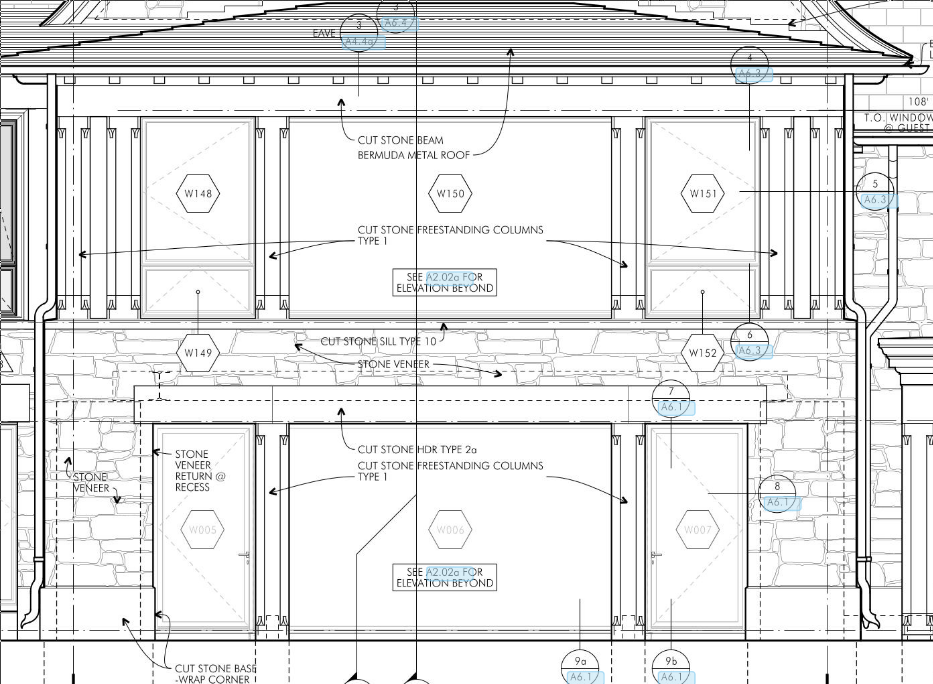 3
A6.4
EAVE
3
A4.4a
4
A6.3
108'
T.O. WINDOW
@ GUEST
CUT STONE BEAM
BERMUDA METAL ROOF
W148
W150
W151
5
A6.3
CUT STONE FREESTANDING COLUMNS
TYPE 1
SEE A2.02a FOR
ELEVATION BEYOND
CUT STONE SILL TYPE 10
6
A6.3
W149
W152
STONE VENEER
7
A6.1
CUT STONE HDR TYPE 2a
STONE
VENEER
RETURN @
RECESS
CUT STONE FREESTANDING COLUMNS
TYPE 1
STONE
VENEER
8
A6.1
W005
W006
W007
SEE A2.02a FOR
ELEVATION BEYOND
CUT STONE BASE
-WRAP CORNER
9a
A6.1
9b
A6.1